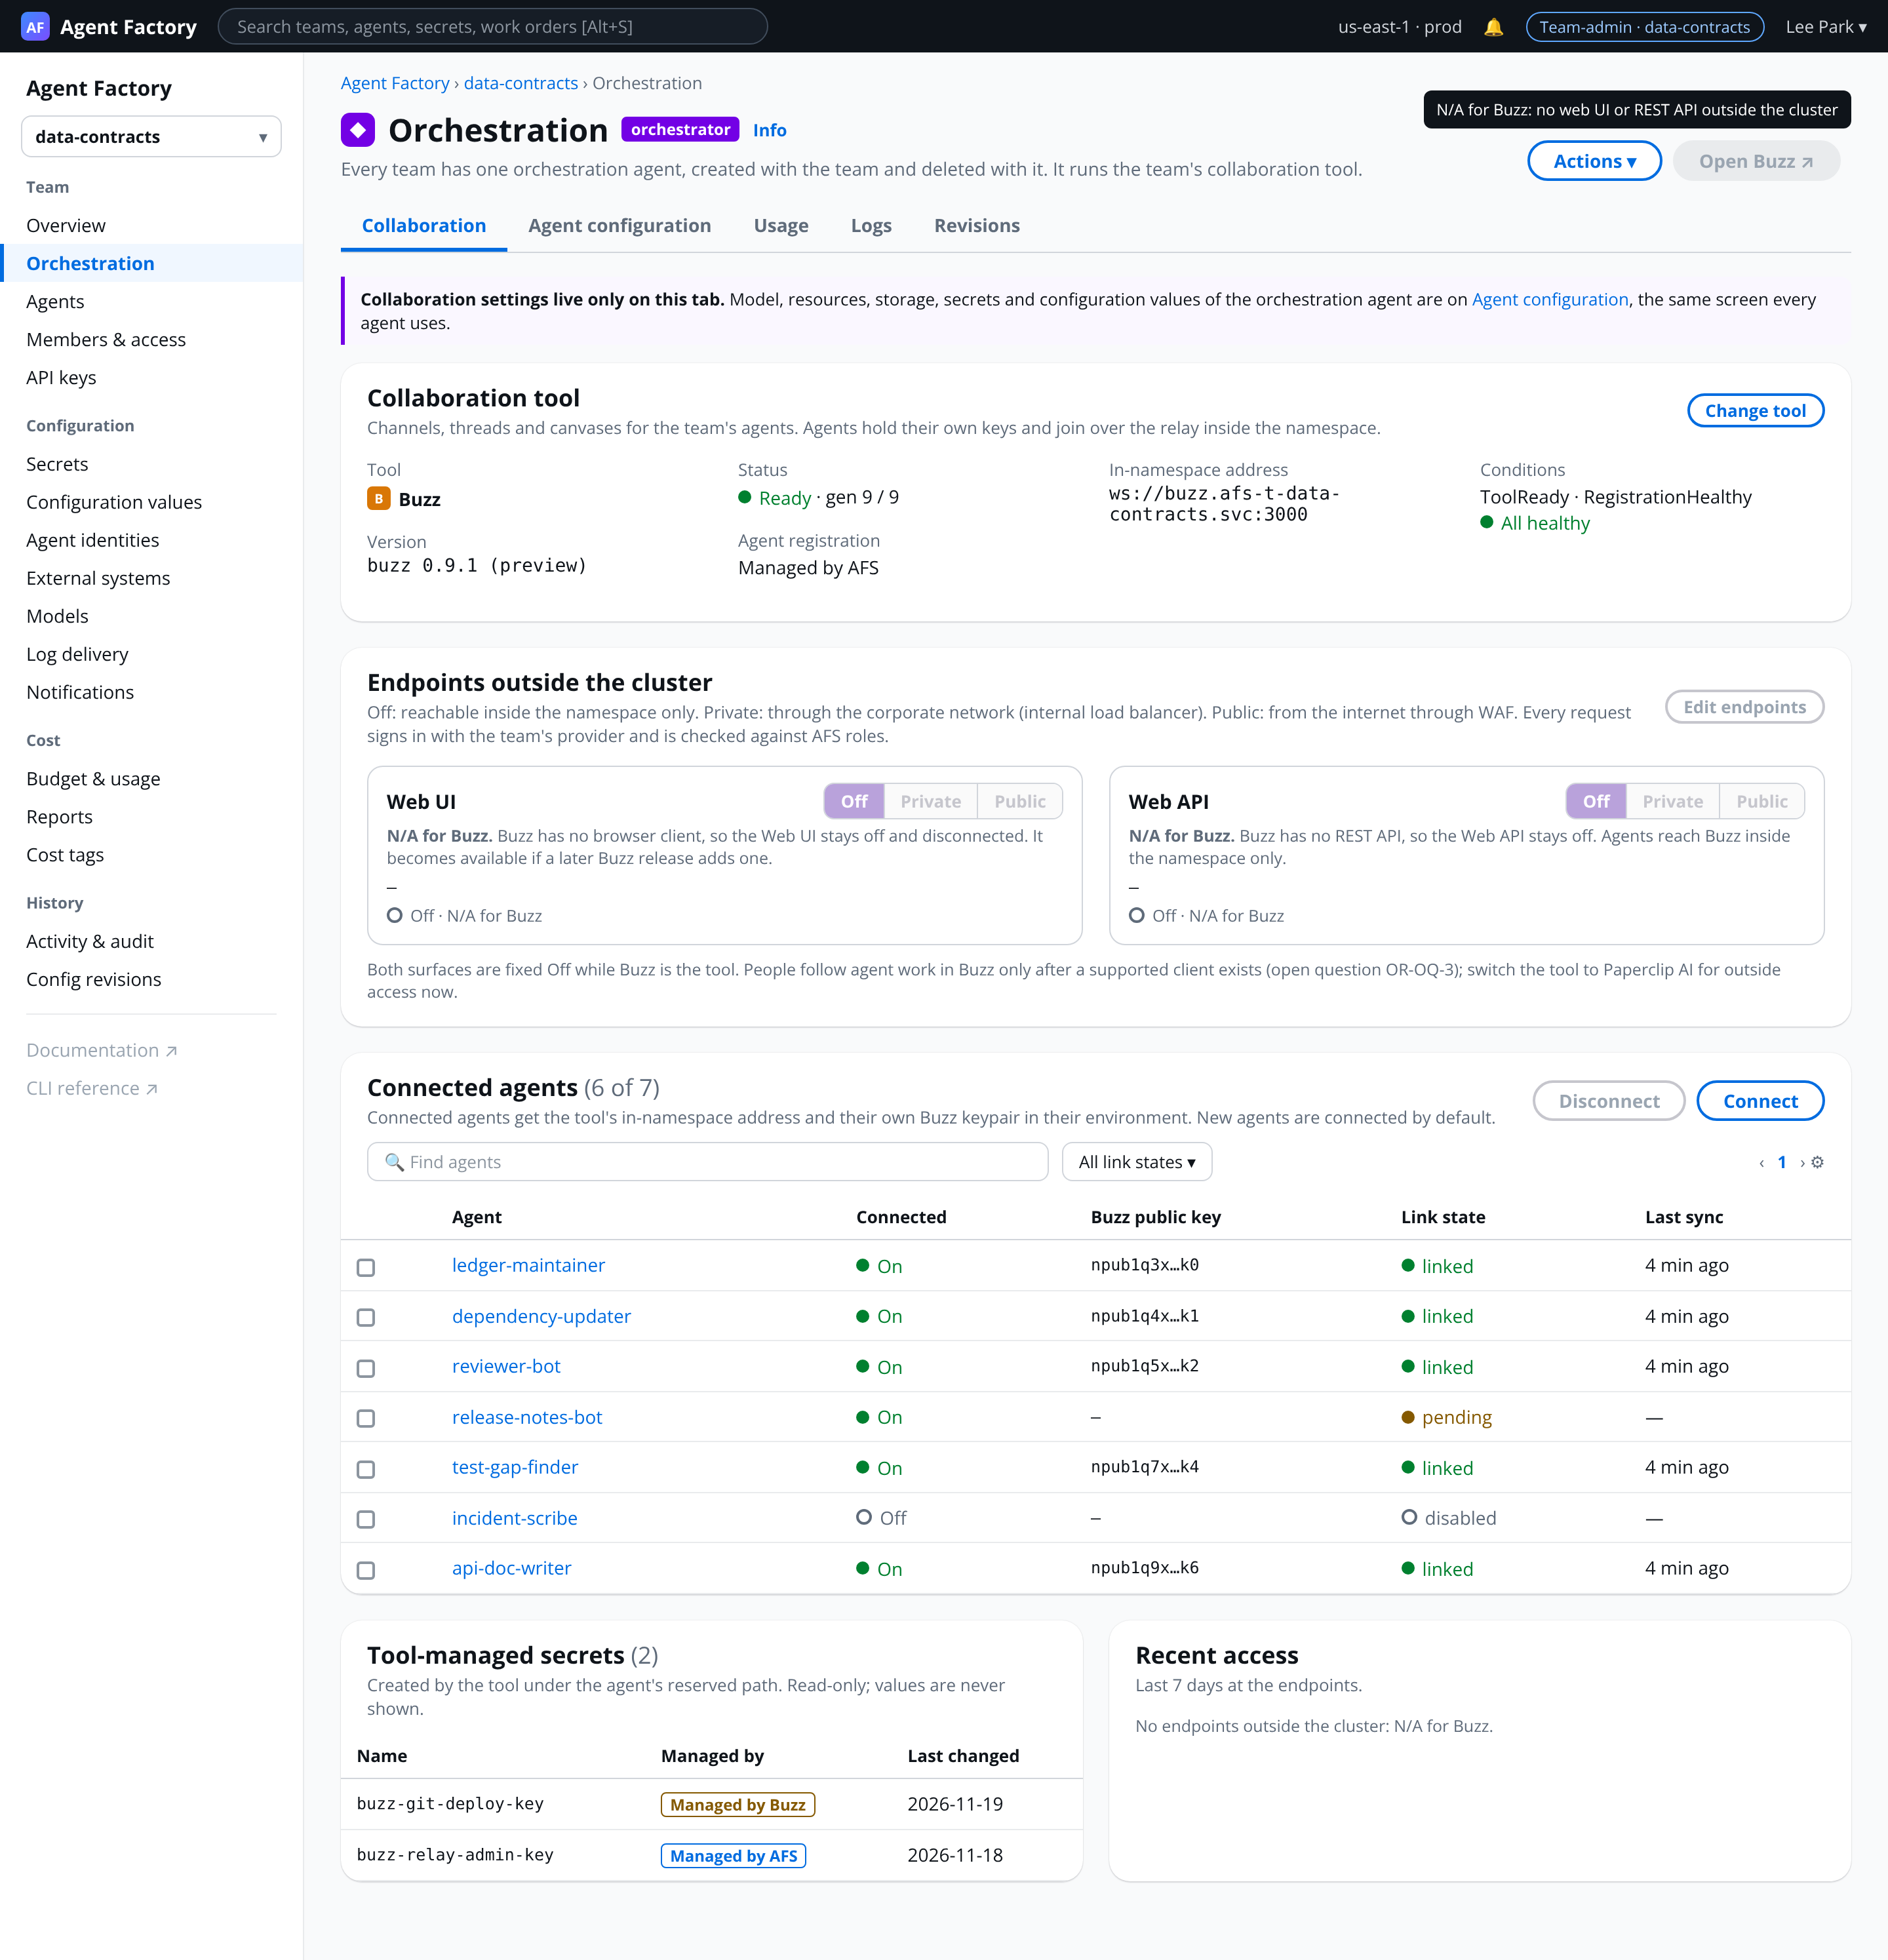 AF Agent Factory
Search teams, agents, secrets, work orders [Alt+S]
us-east-1 · prod
Team-admin · data-contracts
Lee Park ▾
Agent Factory
data-contracts ▾
Team
Overview
Orchestration
Agents
Members & access
API keys
Configuration
Secrets
Configuration values
Agent identities
External systems
Models
Log delivery
Notifications
Cost
Budget & usage
Reports
Cost tags
History
Activity & audit
Config revisions
Documentation ↗
CLI reference ↗
Agent Factory › data-contracts › Orchestration
N/A for Buzz: no web UI or REST API outside the cluster
Orchestration orchestrator Info
Every team has one orchestration agent, created with the team and deleted with it. It runs the team's collaboration tool.
Actions ▾ Open Buzz ↗
Collaboration Agent configuration Usage Logs Revisions
Collaboration settings live only on this tab. Model, resources, storage, secrets and configuration values of the orchestration agent are on Agent configuration, the same screen every
agent uses.
Collaboration tool
Channels, threads and canvases for the team's agents. Agents hold their own keys and join over the relay inside the namespace.
Change tool
Tool
B Buzz
Version
buzz 0.9.1 (preview)
Status
Ready · gen 9 / 9
Agent registration
Managed by AFS
In-namespace address
ws://buzz.afs-t-data-
contracts.svc:3000
Conditions
ToolReady · RegistrationHealthy
All healthy
Endpoints outside the cluster
Off: reachable inside the namespace only. Private: through the corporate network (internal load balancer). Public: from the internet through WAF. Every request
signs in with the team's provider and is checked against AFS roles.
Edit endpoints
Web UI Off Private Public
N/A for Buzz. Buzz has no browser client, so the Web UI stays off and disconnected. It
becomes available if a later Buzz release adds one.
–
Off · N/A for Buzz
Web API Off Private Public
N/A for Buzz. Buzz has no REST API, so the Web API stays off. Agents reach Buzz inside
the namespace only.
–
Off · N/A for Buzz
Both surfaces are fixed Off while Buzz is the tool. People follow agent work in Buzz only after a supported client exists (open question OR-OQ-3); switch the tool to Paperclip AI for outside
access now.
Connected agents (6 of 7)
Connected agents get the tool's in-namespace address and their own Buzz keypair in their environment. New agents are connected by default.
Disconnect Connect
Find agents
All link states ▾
‹ 1 ›
Agent Connected Buzz public key Link state Last sync
ledger-maintainer On npub1q3x…k0 linked 4 min ago
dependency-updater On npub1q4x…k1 linked 4 min ago
reviewer-bot On npub1q5x…k2 linked 4 min ago
release-notes-bot On – pending —
test-gap-finder On npub1q7x…k4 linked 4 min ago
incident-scribe Off – disabled —
api-doc-writer On npub1q9x…k6 linked 4 min ago
Tool-managed secrets (2)
Created by the tool under the agent's reserved path. Read-only; values are never
shown.
Name Managed by Last changed
buzz-git-deploy-key Managed by Buzz 2026-11-19
buzz-relay-admin-key Managed by AFS 2026-11-18
Recent access
Last 7 days at the endpoints.
No endpoints outside the cluster: N/A for Buzz.